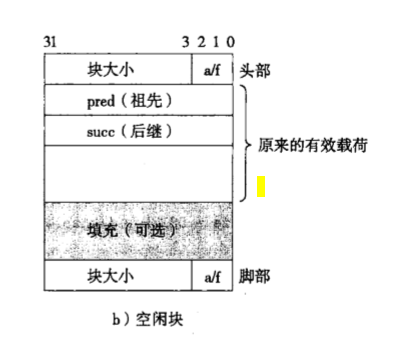 31 3 2 1 0
块大小 a/f 头部
pred（祖先）
succ（后继）
原来的有效载荷
填充（可选）
块大小 a/f 脚部
b）空闲块